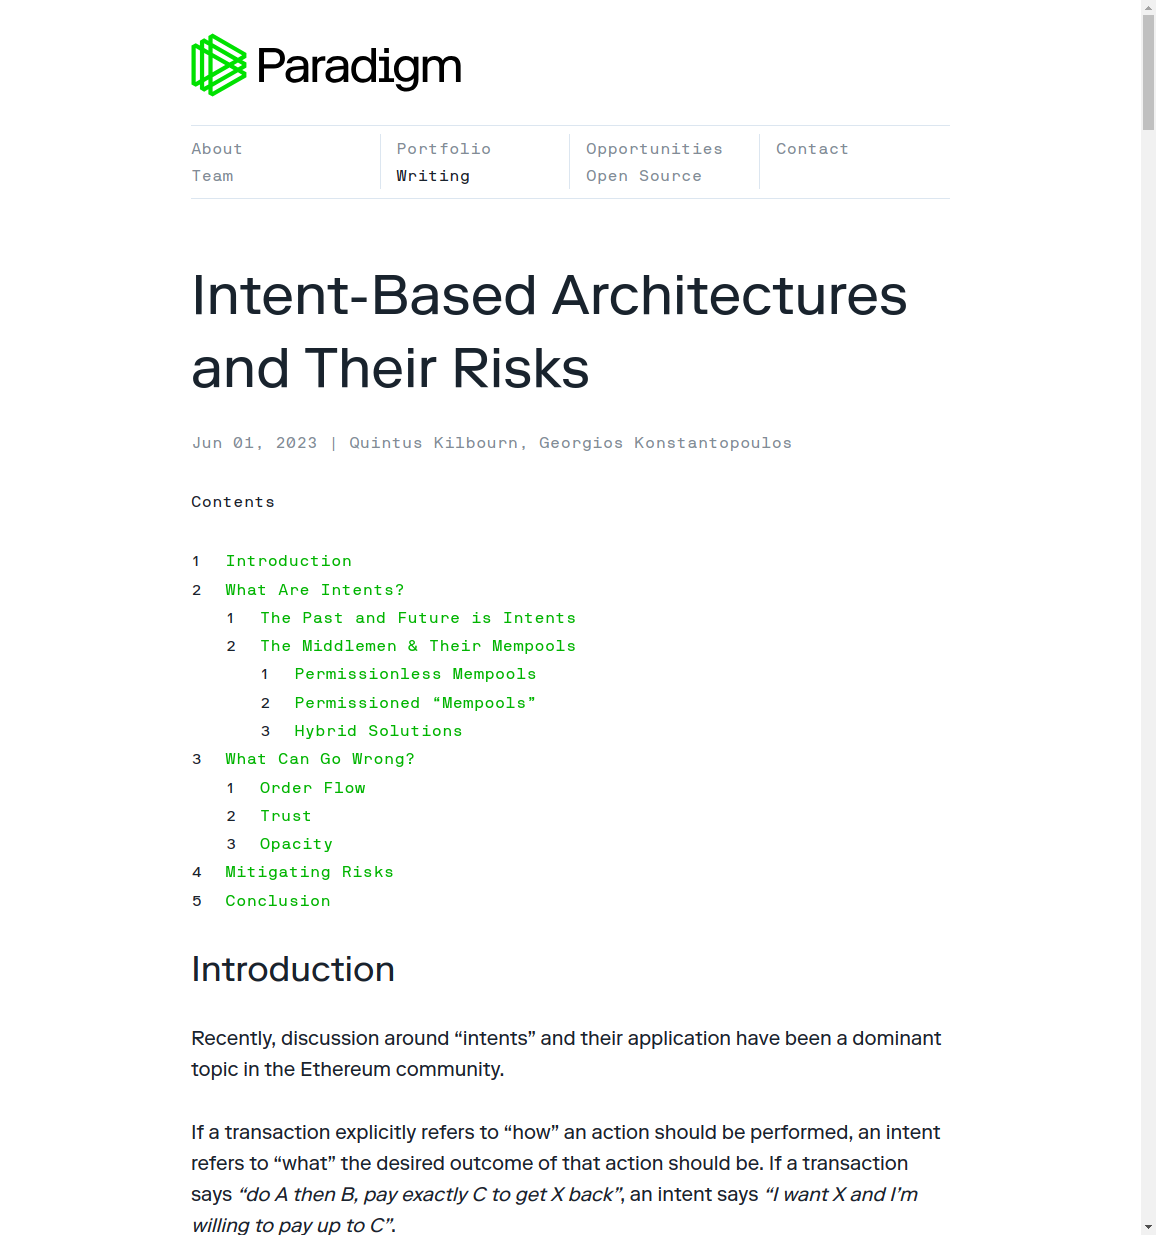 Paradigm
About
Team
Portfolio
Writing
Opportunities
Open Source
Contact
Intent-Based Architectures
and Their Risks
Jun 01, 2023 | Quintus Kilbourn, Georgios Konstantopoulos
Contents
1 Introduction
2 What Are Intents?
1 The Past and Future is Intents
2 The Middlemen & Their Mempools
1 Permissionless Mempools
2 Permissioned “Mempools”
3 Hybrid Solutions
3 What Can Go Wrong?
1 Order Flow
2 Trust
3 Opacity
4 Mitigating Risks
5 Conclusion
Introduction
Recently, discussion around “intents” and their application have been a dominant
topic in the Ethereum community.
If a transaction explicitly refers to “how” an action should be performed, an intent
refers to “what” the desired outcome of that action should be. If a transaction
says “do A then B, pay exactly C to get X back”, an intent says “I want X and I’m
willing to pay up to C”.